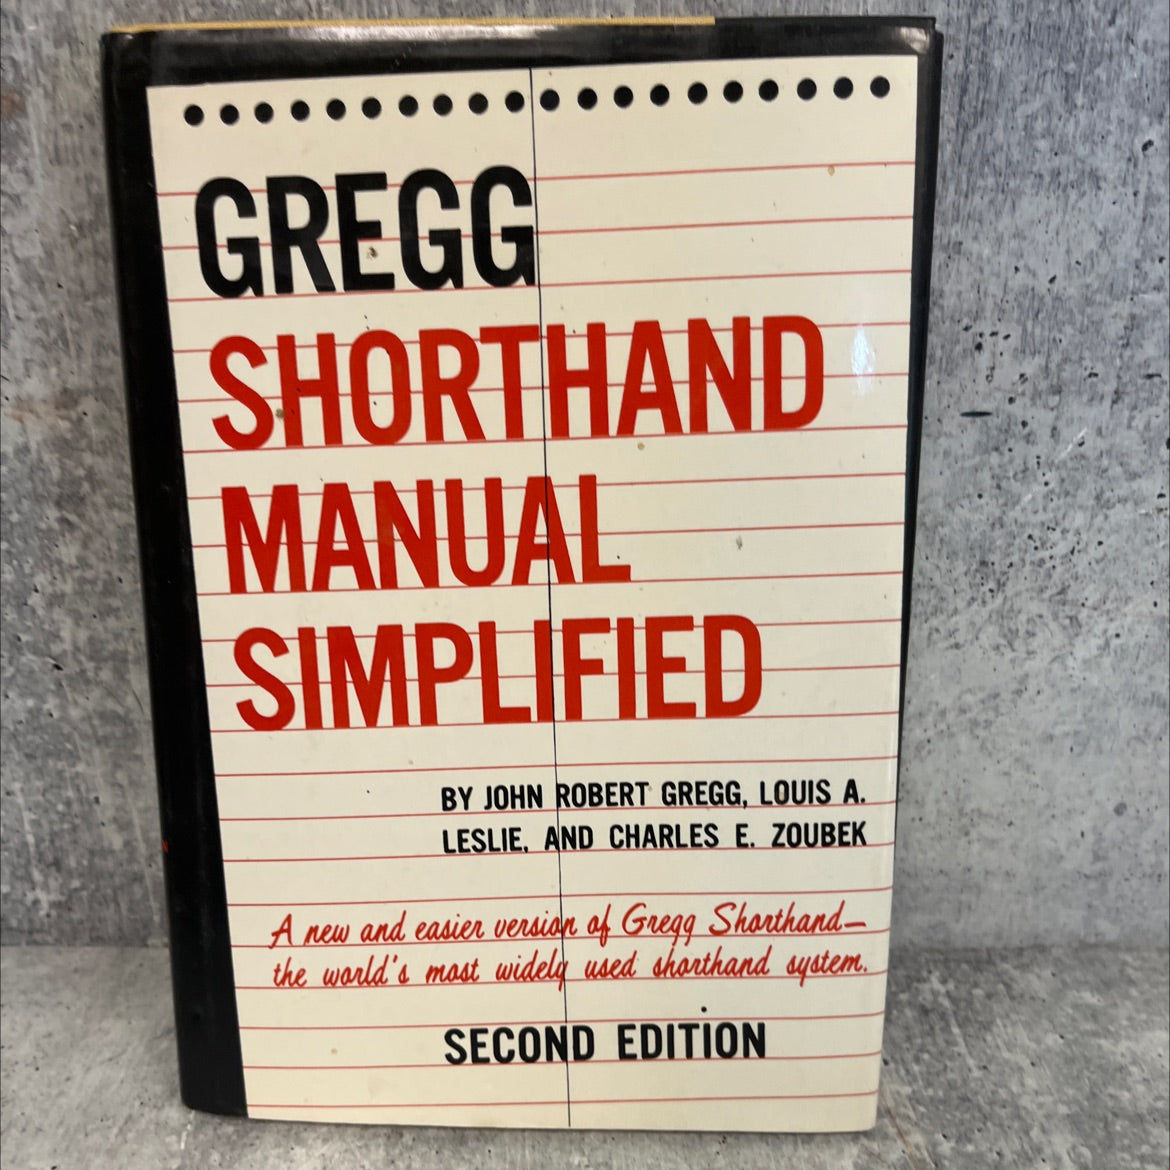 GREGG
SHORTHAND
MANUAL
SIMPLIFIED
BY JOHN ROBERT GREGG, LOUIS A.
LESLIE, AND CHARLES E. ZOUBEK
A new and easier version of Gregg Shorthand—
the world's most widely used shorthand system.
SECOND EDITION